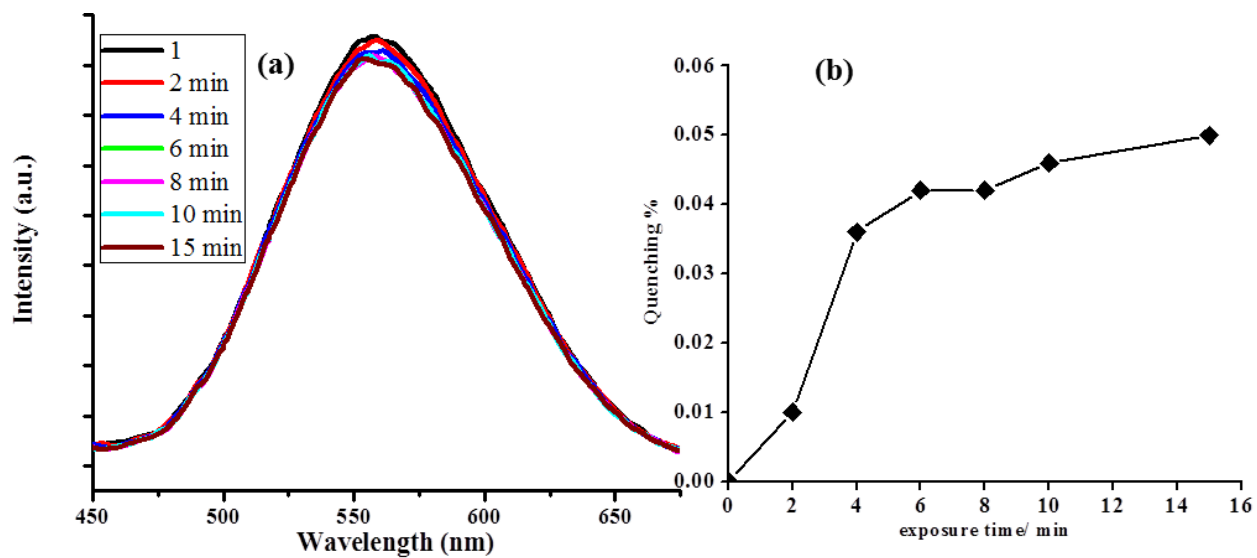 (a)
1
2 min
4 min
6 min
8 min
10 min
15 min
Intensity (a.u.)
450 500 550 600 650
Wavelength (nm)
(b)
0.06
0.05
0.04
0.03
0.02
0.01
0.00
Quenching %
0 2 4 6 8 10 12 14 16
exposure time/ min